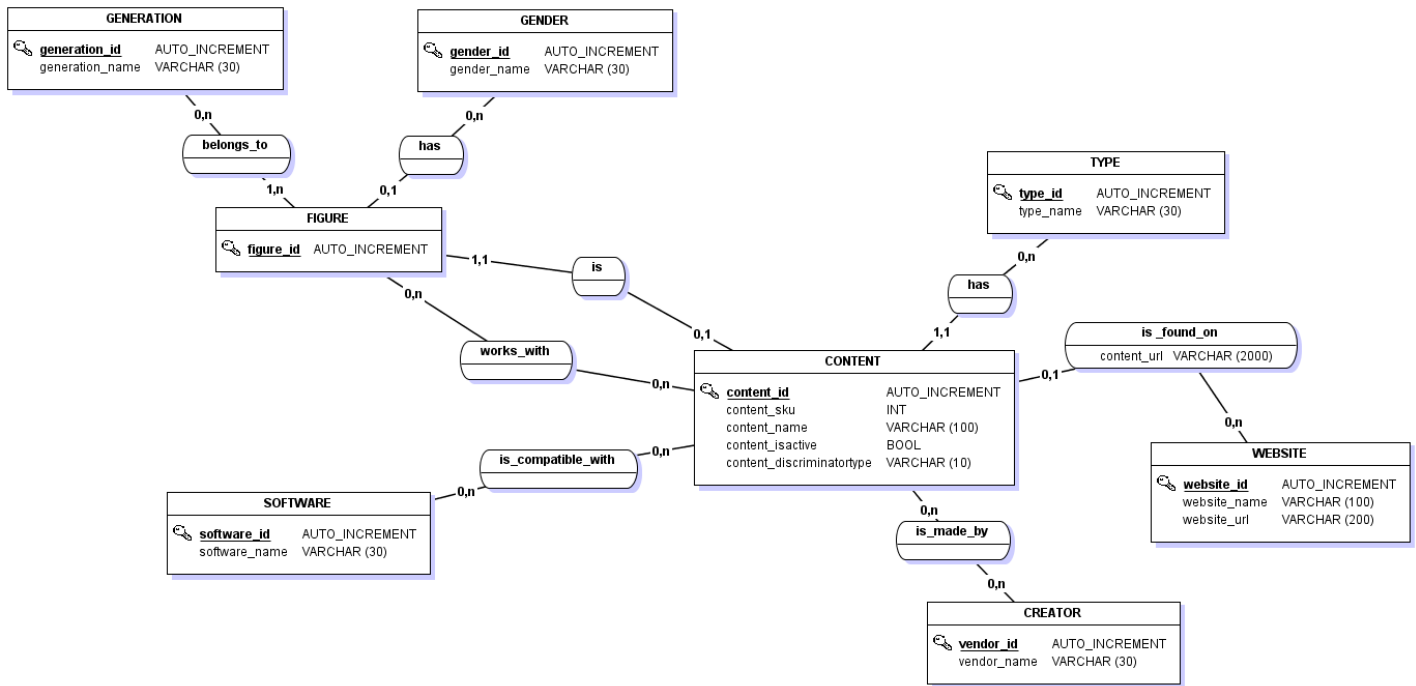 GENERATION
generation_id AUTO_INCREMENT
generation_name VARCHAR (30)
GENDER
gender_id AUTO_INCREMENT
gender_name VARCHAR (30)
0,n
0,n
belongs_to
has
1,n
0,1
TYPE
type_id AUTO_INCREMENT
type_name VARCHAR (30)
FIGURE
figure_id AUTO_INCREMENT
1,1
is
0,n
has
0,n
0,1
1,1
works_with
0,n
is _found_on
content_url VARCHAR (2000)
0,1
0,n
CONTENT
content_id AUTO_INCREMENT
content_sku INT
content_name VARCHAR (100)
content_isactive BOOL
content_discriminatortype VARCHAR (10)
is_compatible_with
0,n
0,n
WEBSITE
website_id AUTO_INCREMENT
website_name VARCHAR (100)
website_url VARCHAR (200)
SOFTWARE
software_id AUTO_INCREMENT
software_name VARCHAR (30)
0,n
is_made_by
0,n
CREATOR
vendor_id AUTO_INCREMENT
vendor_name VARCHAR (30)